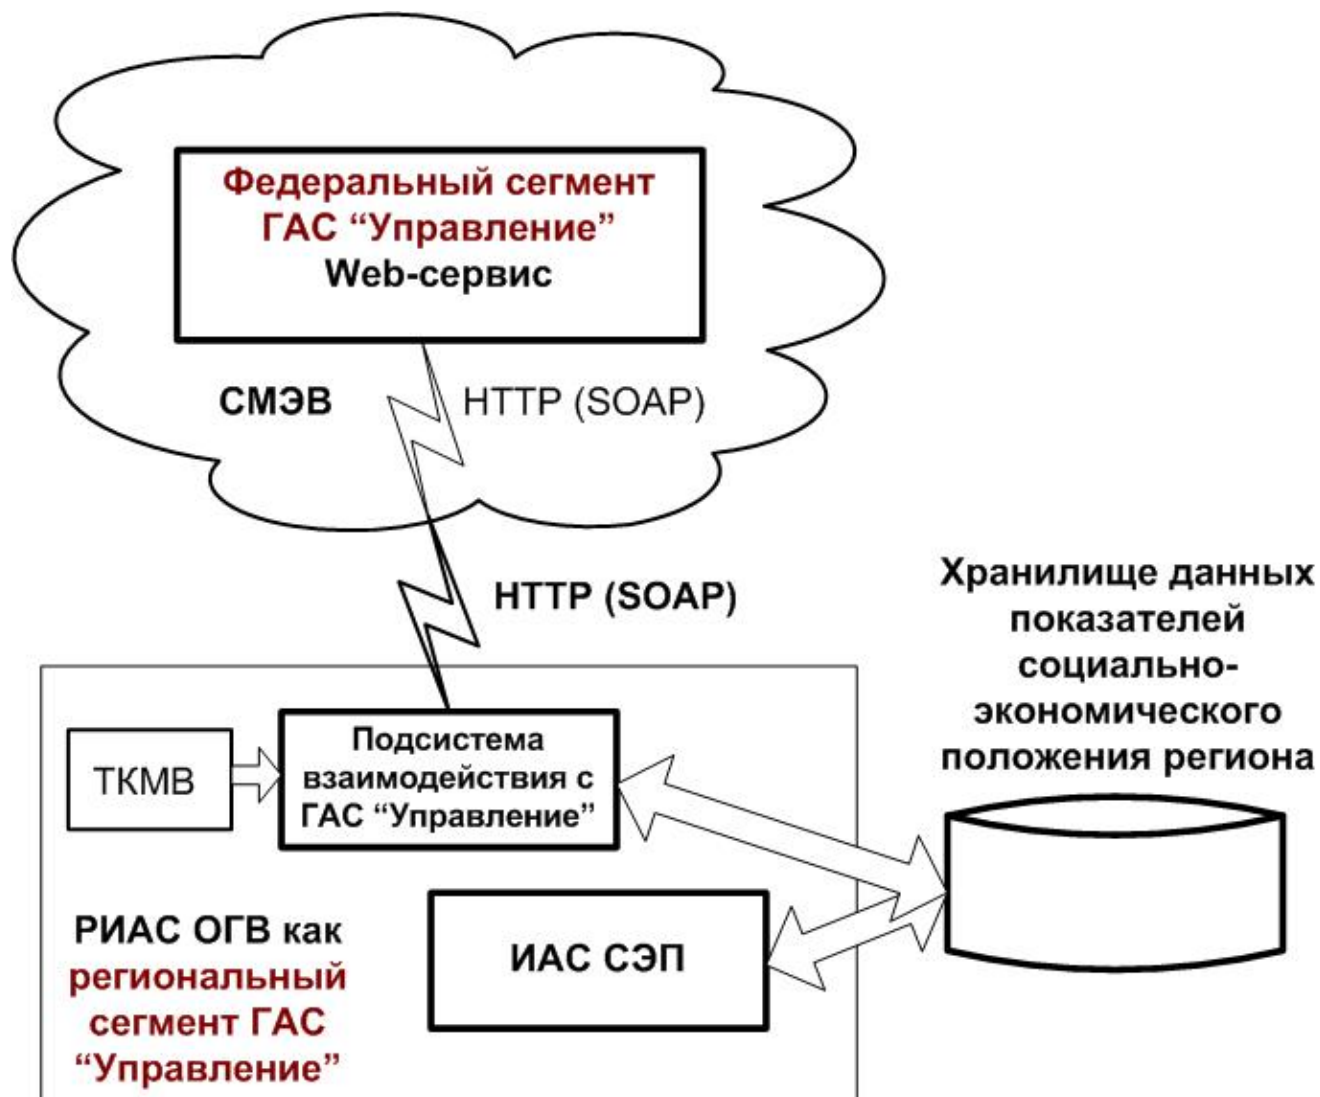 Федеральный сегмент
ГАС “Управление”
Web-сервис
СМЭВ
HTTP (SOAP)
HTTP (SOAP)
Хранилище данных
показателей
социально-
экономического
положения региона
ТКМВ
Подсистема
взаимодействия с
ГАС “Управление”
ИАС СЭП
РИАС ОГВ как
региональный
сегмент ГАС
“Управление”